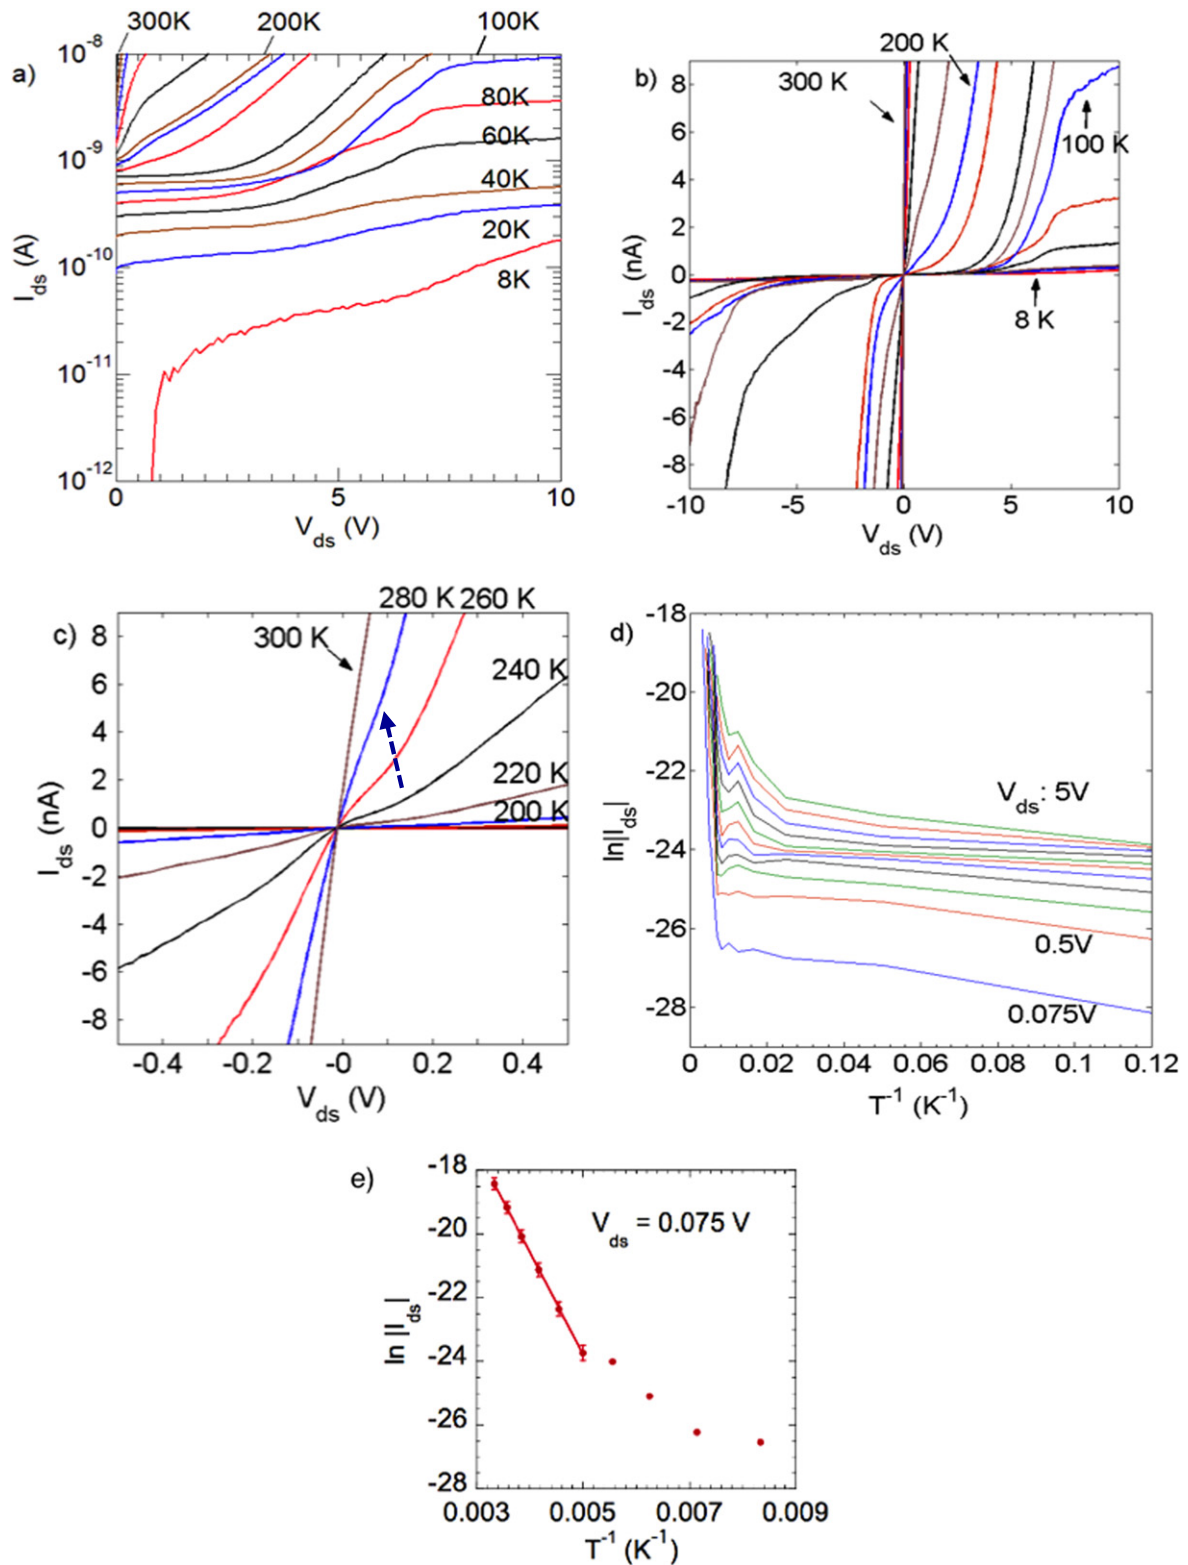 300K 200K 100K
a)
10⁻⁸
10⁻⁹
10⁻¹⁰
10⁻¹¹
10⁻¹²
I_ds (A)
80K
60K
40K
20K
8K
0 5 10
V_ds (V)
b)
200 K
300 K
100 K
8 K
8
6
4
2
0
-2
-4
-6
-8
I_ds (nA)
-10 -5 0 5 10
V_ds (V)
c)
280 K 260 K
300 K
240 K
220 K
200 K
8
6
4
2
0
-2
-4
-6
-8
I_ds (nA)
-0.4 -0.2 -0 0.2 0.4
V_ds (V)
d)
-18
-20
-22
-24
-26
-28
ln|I_ds|
V_ds: 5V
0.5V
0.075V
0 0.02 0.04 0.06 0.08 0.1 0.12
T⁻¹ (K⁻¹)
e)
-18
-20
-22
-24
-26
-28
ln |I_ds|
V_ds = 0.075 V
0.003 0.005 0.007 0.009
T⁻¹ (K⁻¹)